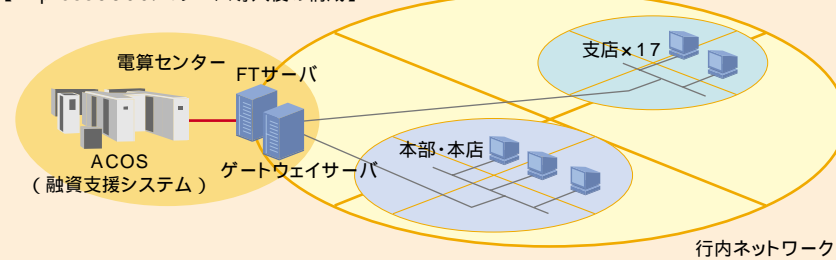 電算センター
FTサーバ
ACOS
(融資支援システム)
ゲートウェイサーバ
支店×17
本部・本店
行内ネットワーク